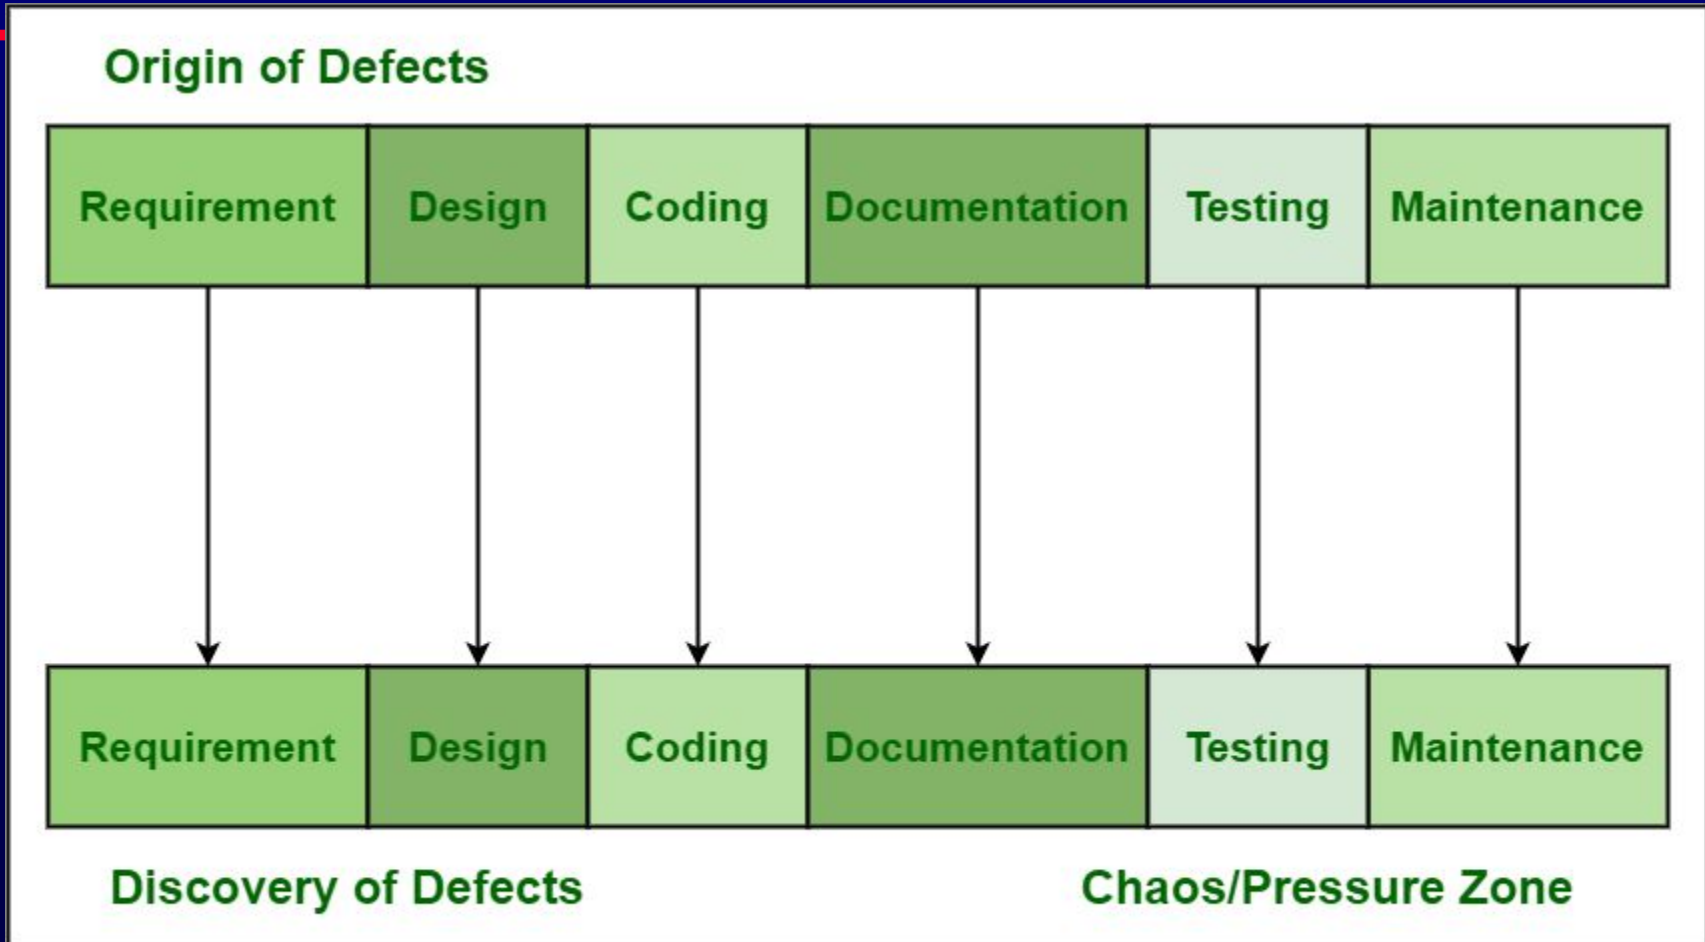 Origin of Defects
Requirement Design Coding Documentation Testing Maintenance
Requirement Design Coding Documentation Testing Maintenance
Discovery of Defects Chaos/Pressure Zone